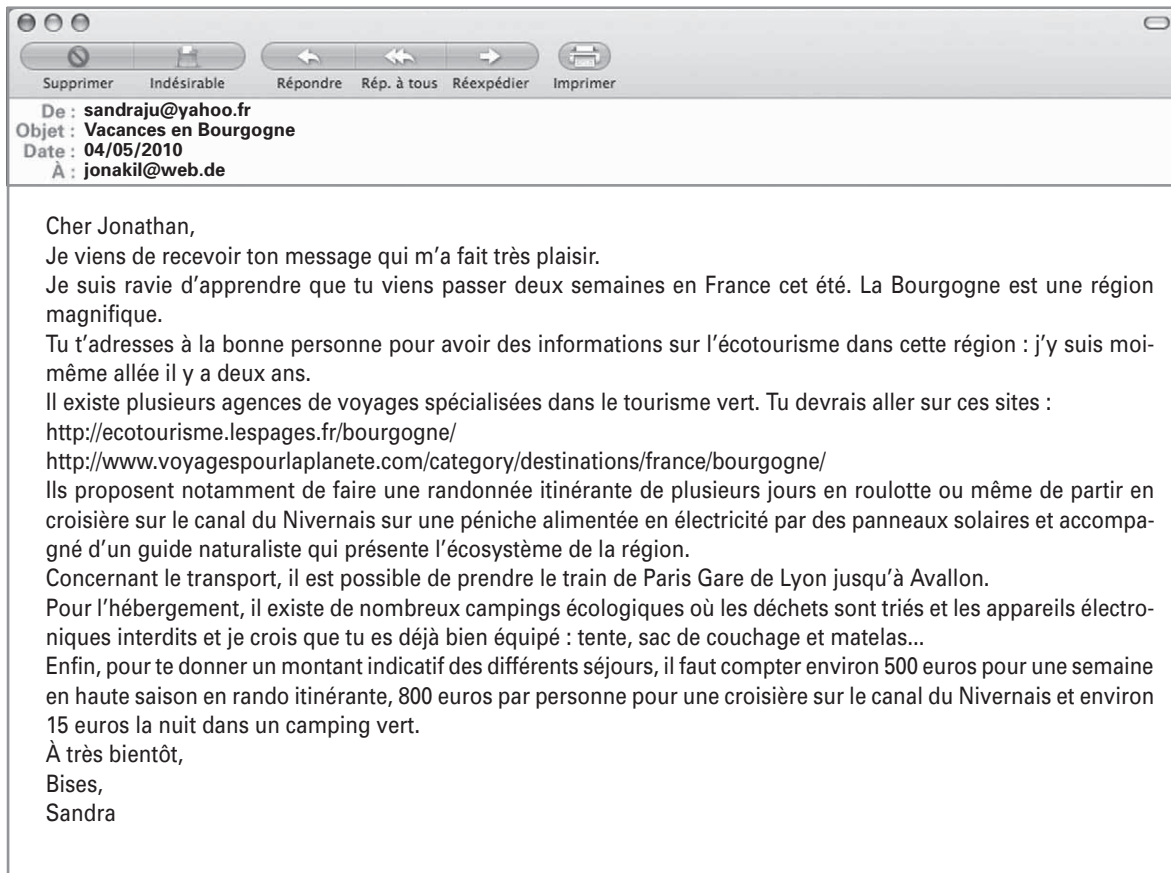 Supprimer Indésirable Répondre Rép. à tous Réexpédier Imprimer
De : sandraju@yahoo.fr
Objet : Vacances en Bourgogne
Date : 04/05/2010
À : jonakil@web.de
Cher Jonathan,
Je viens de recevoir ton message qui m'a fait très plaisir.
Je suis ravie d'apprendre que tu viens passer deux semaines en France cet été. La Bourgogne est une région
magnifique.
Tu t'adresses à la bonne personne pour avoir des informations sur l'écotourisme dans cette région : j'y suis moi-
même allée il y a deux ans.
Il existe plusieurs agences de voyages spécialisées dans le tourisme vert. Tu devrais aller sur ces sites :
http://ecotourisme.lespages.fr/bourgogne/
http://www.voyagespourlaplanete.com/category/destinations/france/bourgogne/
Ils proposent notamment de faire une randonnée itinérante de plusieurs jours en roulotte ou même de partir en
croisière sur le canal du Nivernais sur une péniche alimentée en électricité par des panneaux solaires et accompa-
gné d'un guide naturaliste qui présente l'écosystème de la région.
Concernant le transport, il est possible de prendre le train de Paris Gare de Lyon jusqu'à Avallon.
Pour l'hébergement, il existe de nombreux campings écologiques où les déchets sont triés et les appareils électro-
niques interdits et je crois que tu es déjà bien équipé : tente, sac de couchage et matelas...
Enfin, pour te donner un montant indicatif des différents séjours, il faut compter environ 500 euros pour une semaine
en haute saison en rando itinérante, 800 euros par personne pour une croisière sur le canal du Nivernais et environ
15 euros la nuit dans un camping vert.
À très bientôt,
Bises,
Sandra